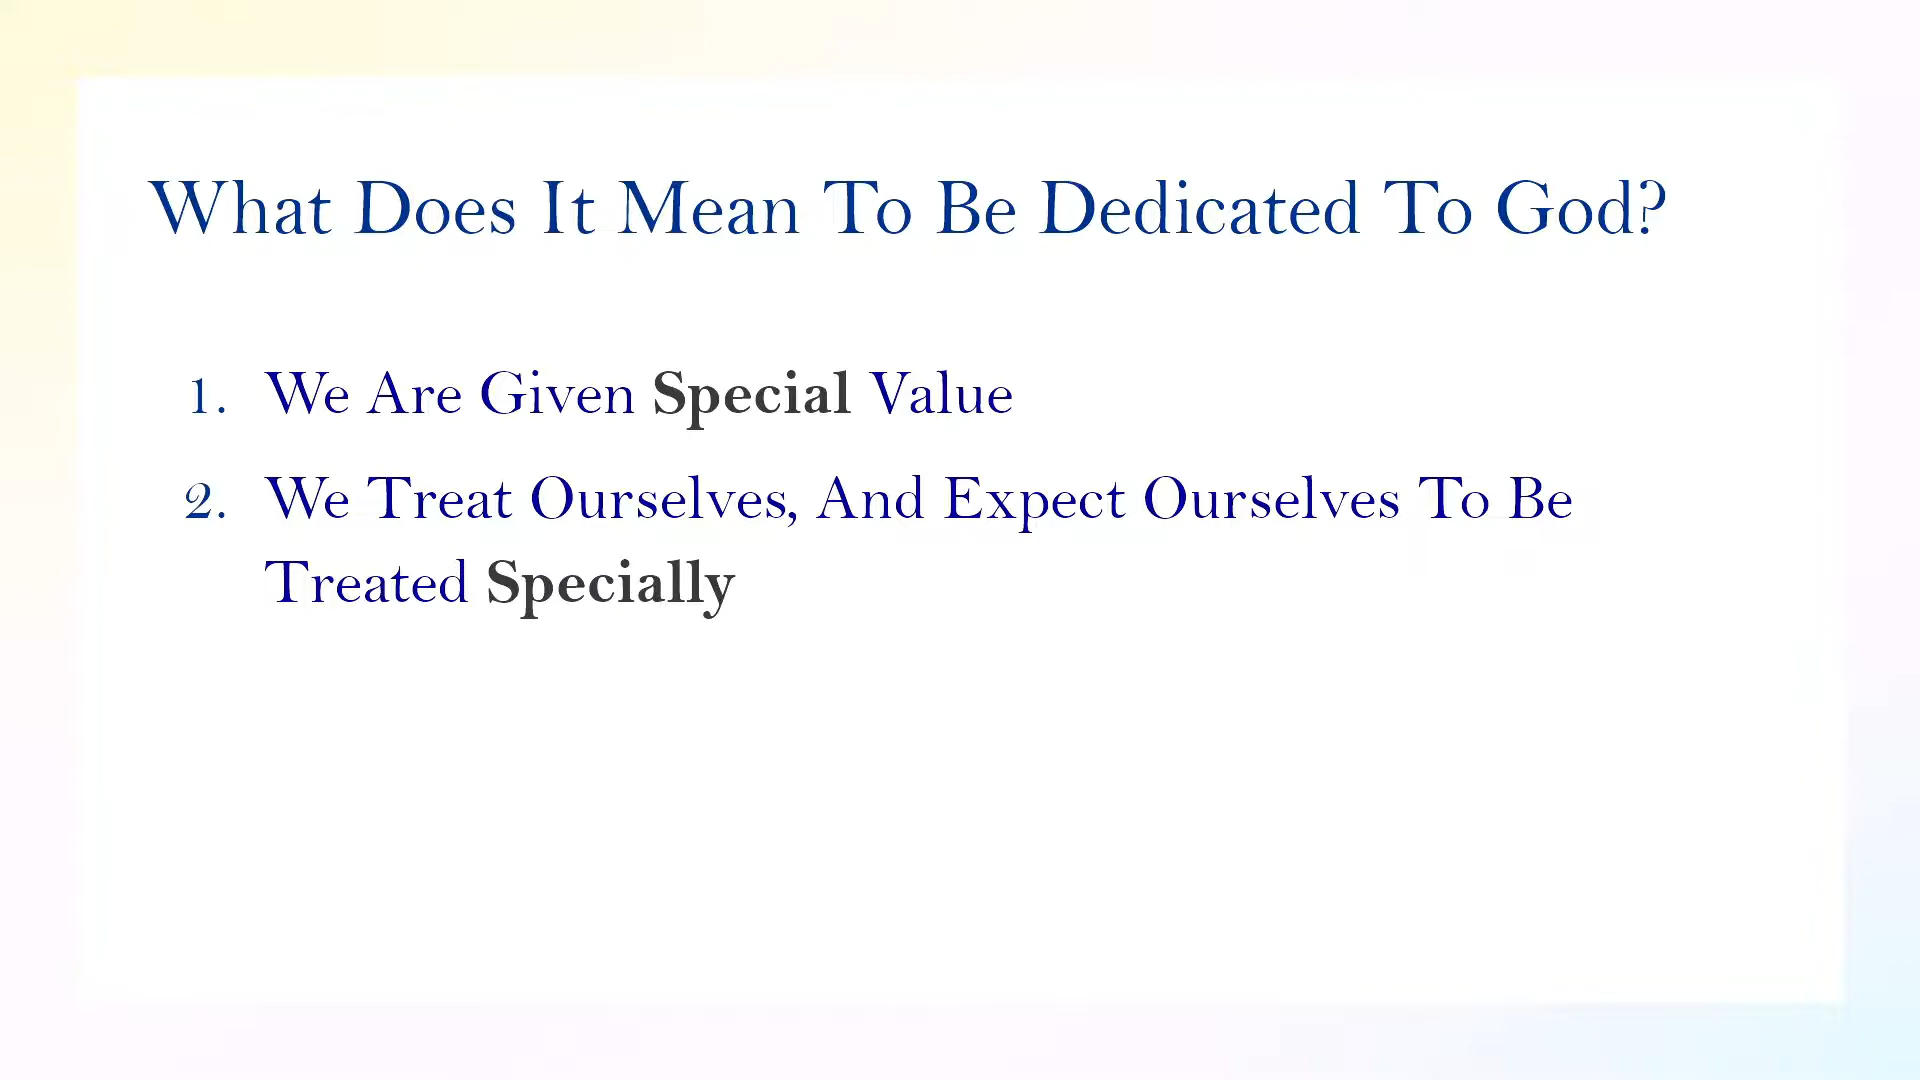 What Does It Mean To Be Dedicated To God?
1. We Are Given Special Value
2. We Treat Ourselves, And Expect Ourselves To Be
Treated Specially